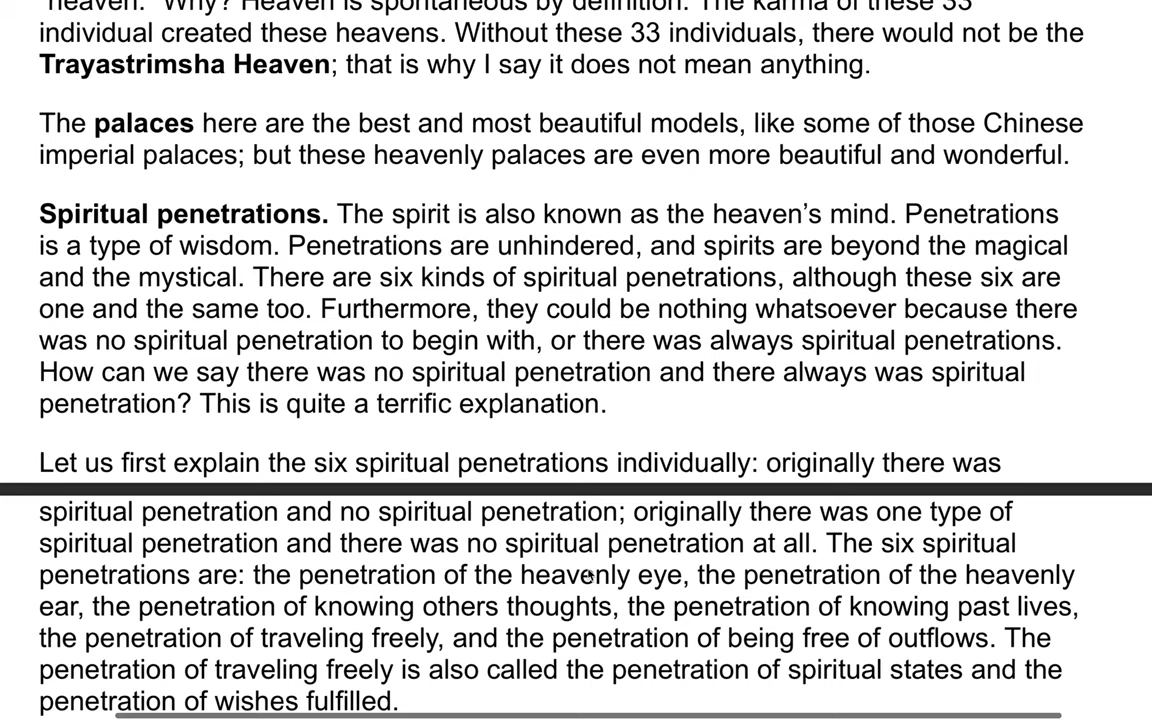 "heaven." Why? Heaven is spontaneous by definition. The karma of these 33
individual created these heavens. Without these 33 individuals, there would not be the
Trayastrimsha Heaven; that is why I say it does not mean anything.
The palaces here are the best and most beautiful models, like some of those Chinese
imperial palaces; but these heavenly palaces are even more beautiful and wonderful.
Spiritual penetrations. The spirit is also known as the heaven’s mind. Penetrations
is a type of wisdom. Penetrations are unhindered, and spirits are beyond the magical
and the mystical. There are six kinds of spiritual penetrations, although these six are
one and the same too. Furthermore, they could be nothing whatsoever because there
was no spiritual penetration to begin with, or there was always spiritual penetrations.
How can we say there was no spiritual penetration and there always was spiritual
penetration? This is quite a terrific explanation.
Let us first explain the six spiritual penetrations individually: originally there was
spiritual penetration and no spiritual penetration; originally there was one type of
spiritual penetration and there was no spiritual penetration at all. The six spiritual
penetrations are: the penetration of the heavenly eye, the penetration of the heavenly
ear, the penetration of knowing others thoughts, the penetration of knowing past lives,
the penetration of traveling freely, and the penetration of being free of outflows. The
penetration of traveling freely is also called the penetration of spiritual states and the
penetration of wishes fulfilled.